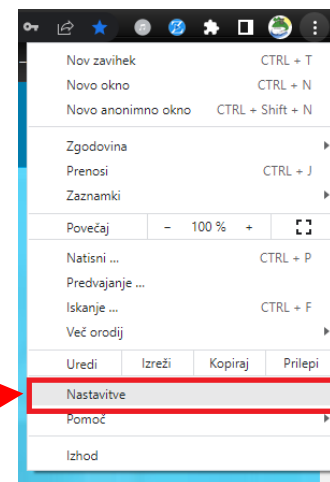 Nov zavihek CTRL + T
Novo okno CTRL + N
Novo anonimno okno CTRL + Shift + N
Zgodovina
Prenosi CTRL + J
Zaznamki
Povečaj − 100 % +
Natisni ... CTRL + P
Predvajanje ...
Iskanje ... CTRL + F
Več orodij
Uredi Izreži Kopiraj Prilepi
Nastavitve
Pomoč
Izhod